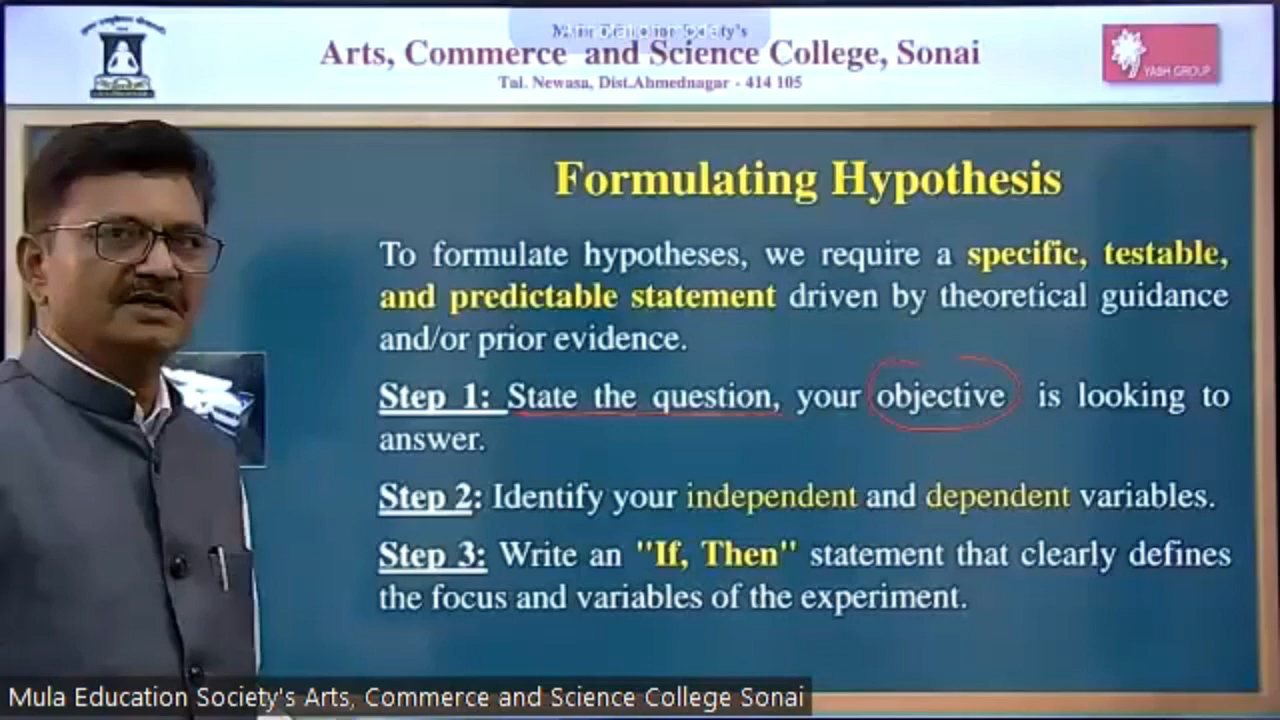 Arts, Commerce and Science College, Sonai
Tal. Newasa, Dist.Ahmednagar - 414 105
YASH GROUP
Formulating Hypothesis
To formulate hypotheses, we require a specific, testable,
and predictable statement driven by theoretical guidance
and/or prior evidence.
Step 1: State the question, your objective is looking to
answer.
Step 2: Identify your independent and dependent variables.
Step 3: Write an "If, Then" statement that clearly defines
the focus and variables of the experiment.
Mula Education Society's Arts, Commerce and Science College Sonai